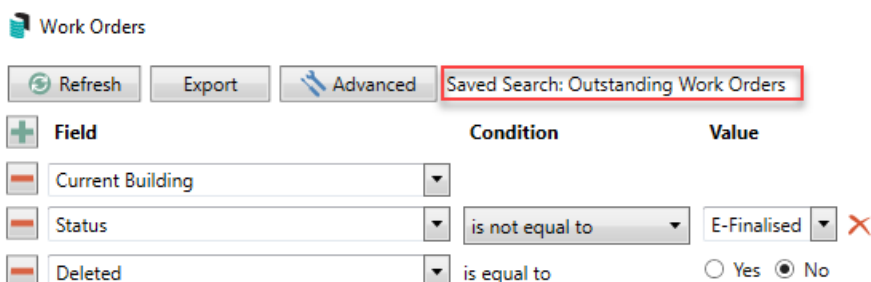 Work Orders
Refresh Export Advanced Saved Search: Outstanding Work Orders
Field Condition Value
Current Building
Status is not equal to E-Finalised
Deleted is equal to Yes No